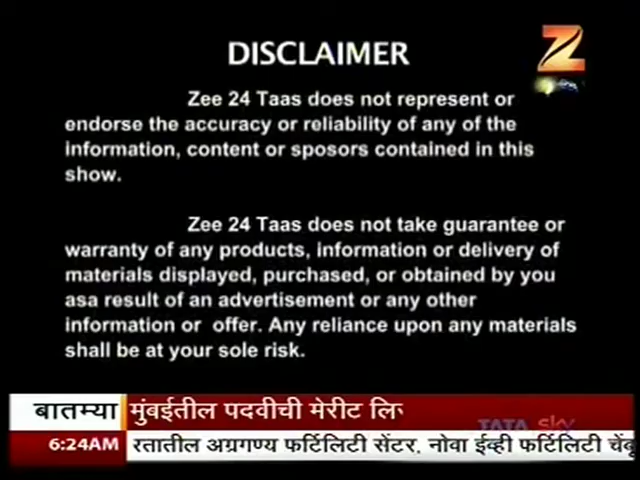 DISCLAIMER
Zee 24 Taas does not represent or
endorse the accuracy or reliability of any of the
information, content or sposors contained in this
show.
Zee 24 Taas does not take guarantee or
warranty of any products, information or delivery of
materials displayed, purchased, or obtained by you
asa result of an advertisement or any other
information or offer. Any reliance upon any materials
shall be at your sole risk.
बातम्या
मुंबईतील पदवीची मेरीट लि
TATA sky
6:24AM
रतातील अग्रगण्य फर्टिलिटी सेंटर. नोवा ईव्ही फर्टिलिटी चेंबू